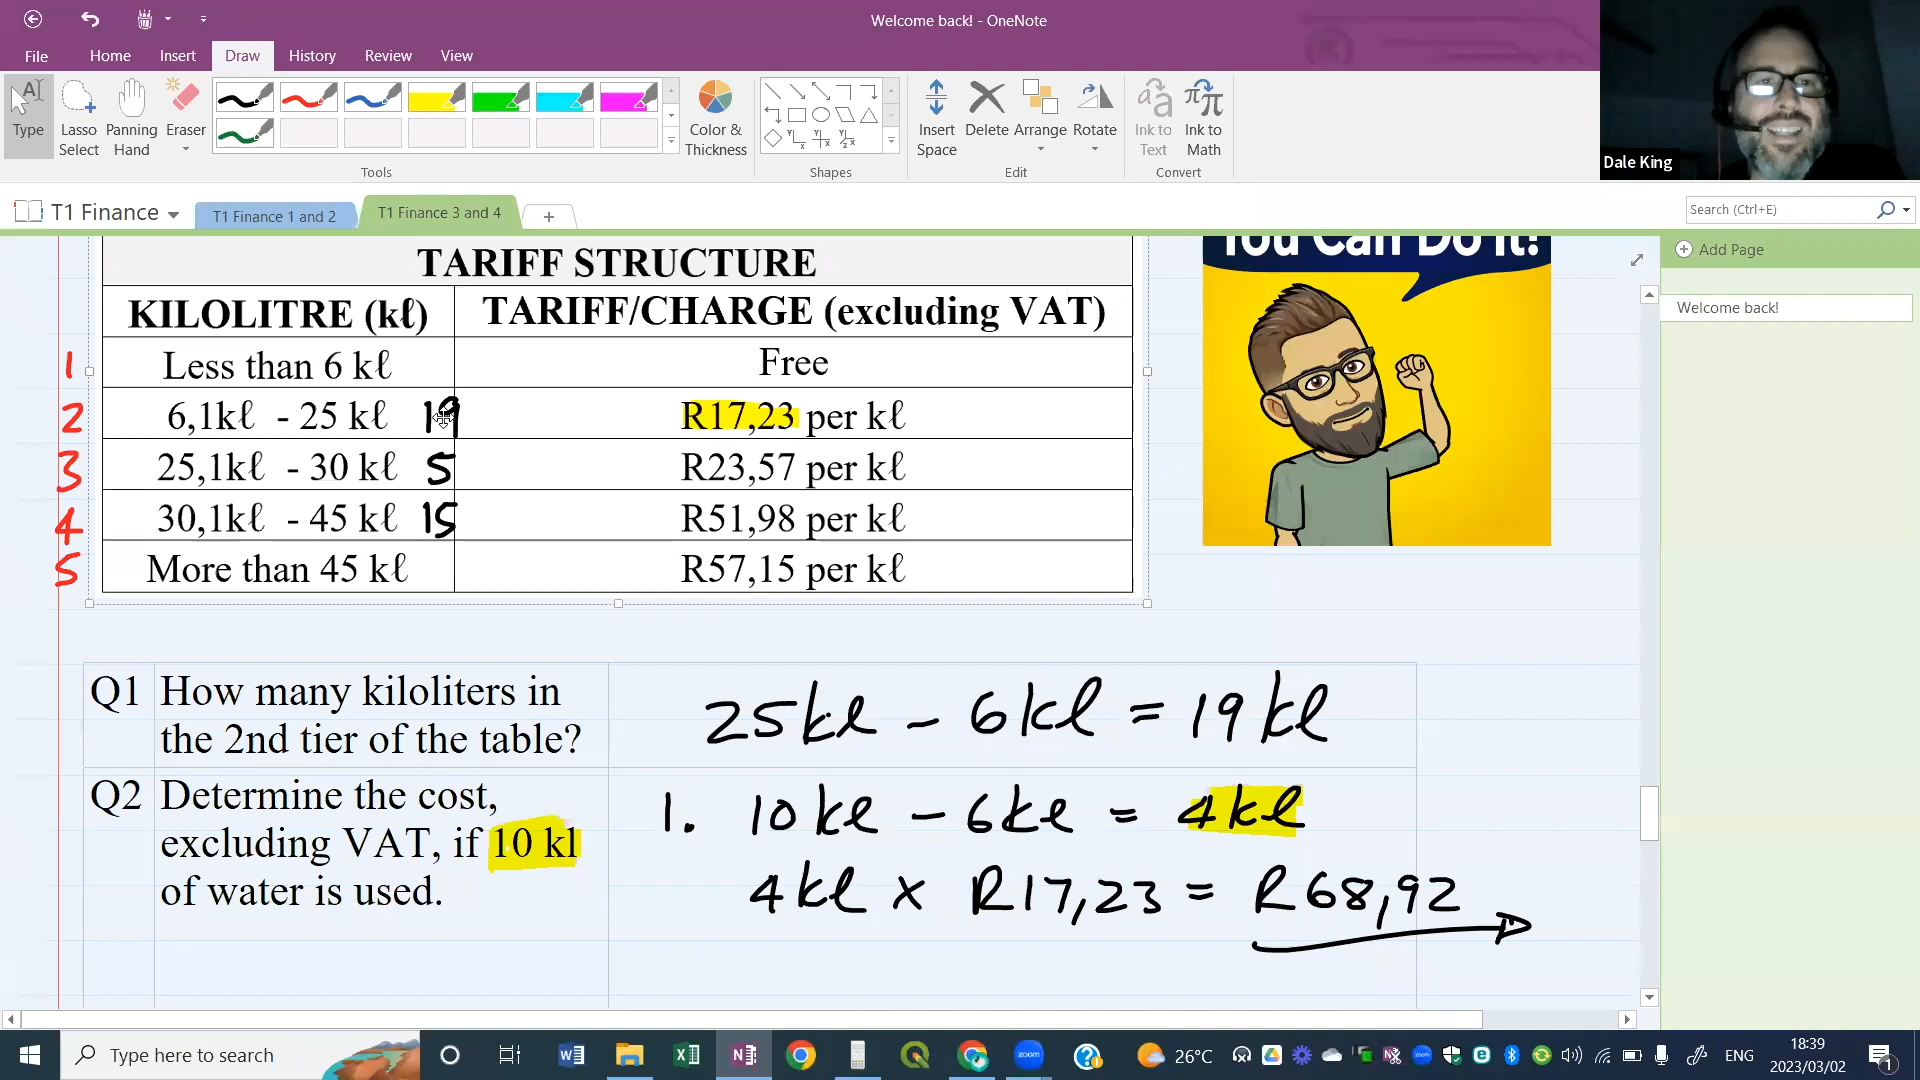 Welcome back! - OneNote
File Home Insert Draw History Review View
Type
Lasso Select
Panning Hand
Eraser
Color & Thickness
Insert Space
Delete
Arrange
Rotate
Ink to Text
Ink to Math
Tools
Shapes
Edit
Convert
Dale King
T1 Finance
T1 Finance 1 and 2
T1 Finance 3 and 4
Search (Ctrl+E)
Add Page
Welcome back!
You Can Do It!
TARIFF STRUCTURE
KILOLITRE (kℓ) TARIFF/CHARGE (excluding VAT)
1 Less than 6 kℓ Free
2 6,1kℓ - 25 kℓ 19 R17,23 per kℓ
3 25,1kℓ - 30 kℓ 5 R23,57 per kℓ
4 30,1kℓ - 45 kℓ 15 R51,98 per kℓ
5 More than 45 kℓ R57,15 per kℓ
Q1 How many kiloliters in
the 2nd tier of the table?
25kl - 6kl = 19kl
Q2 Determine the cost,
excluding VAT, if 10 kl
of water is used.
1. 10kl - 6kl = 4kl
4kl x R17,23 = R68,92
Type here to search
26°C
ENG
18:39
2023/03/02
1